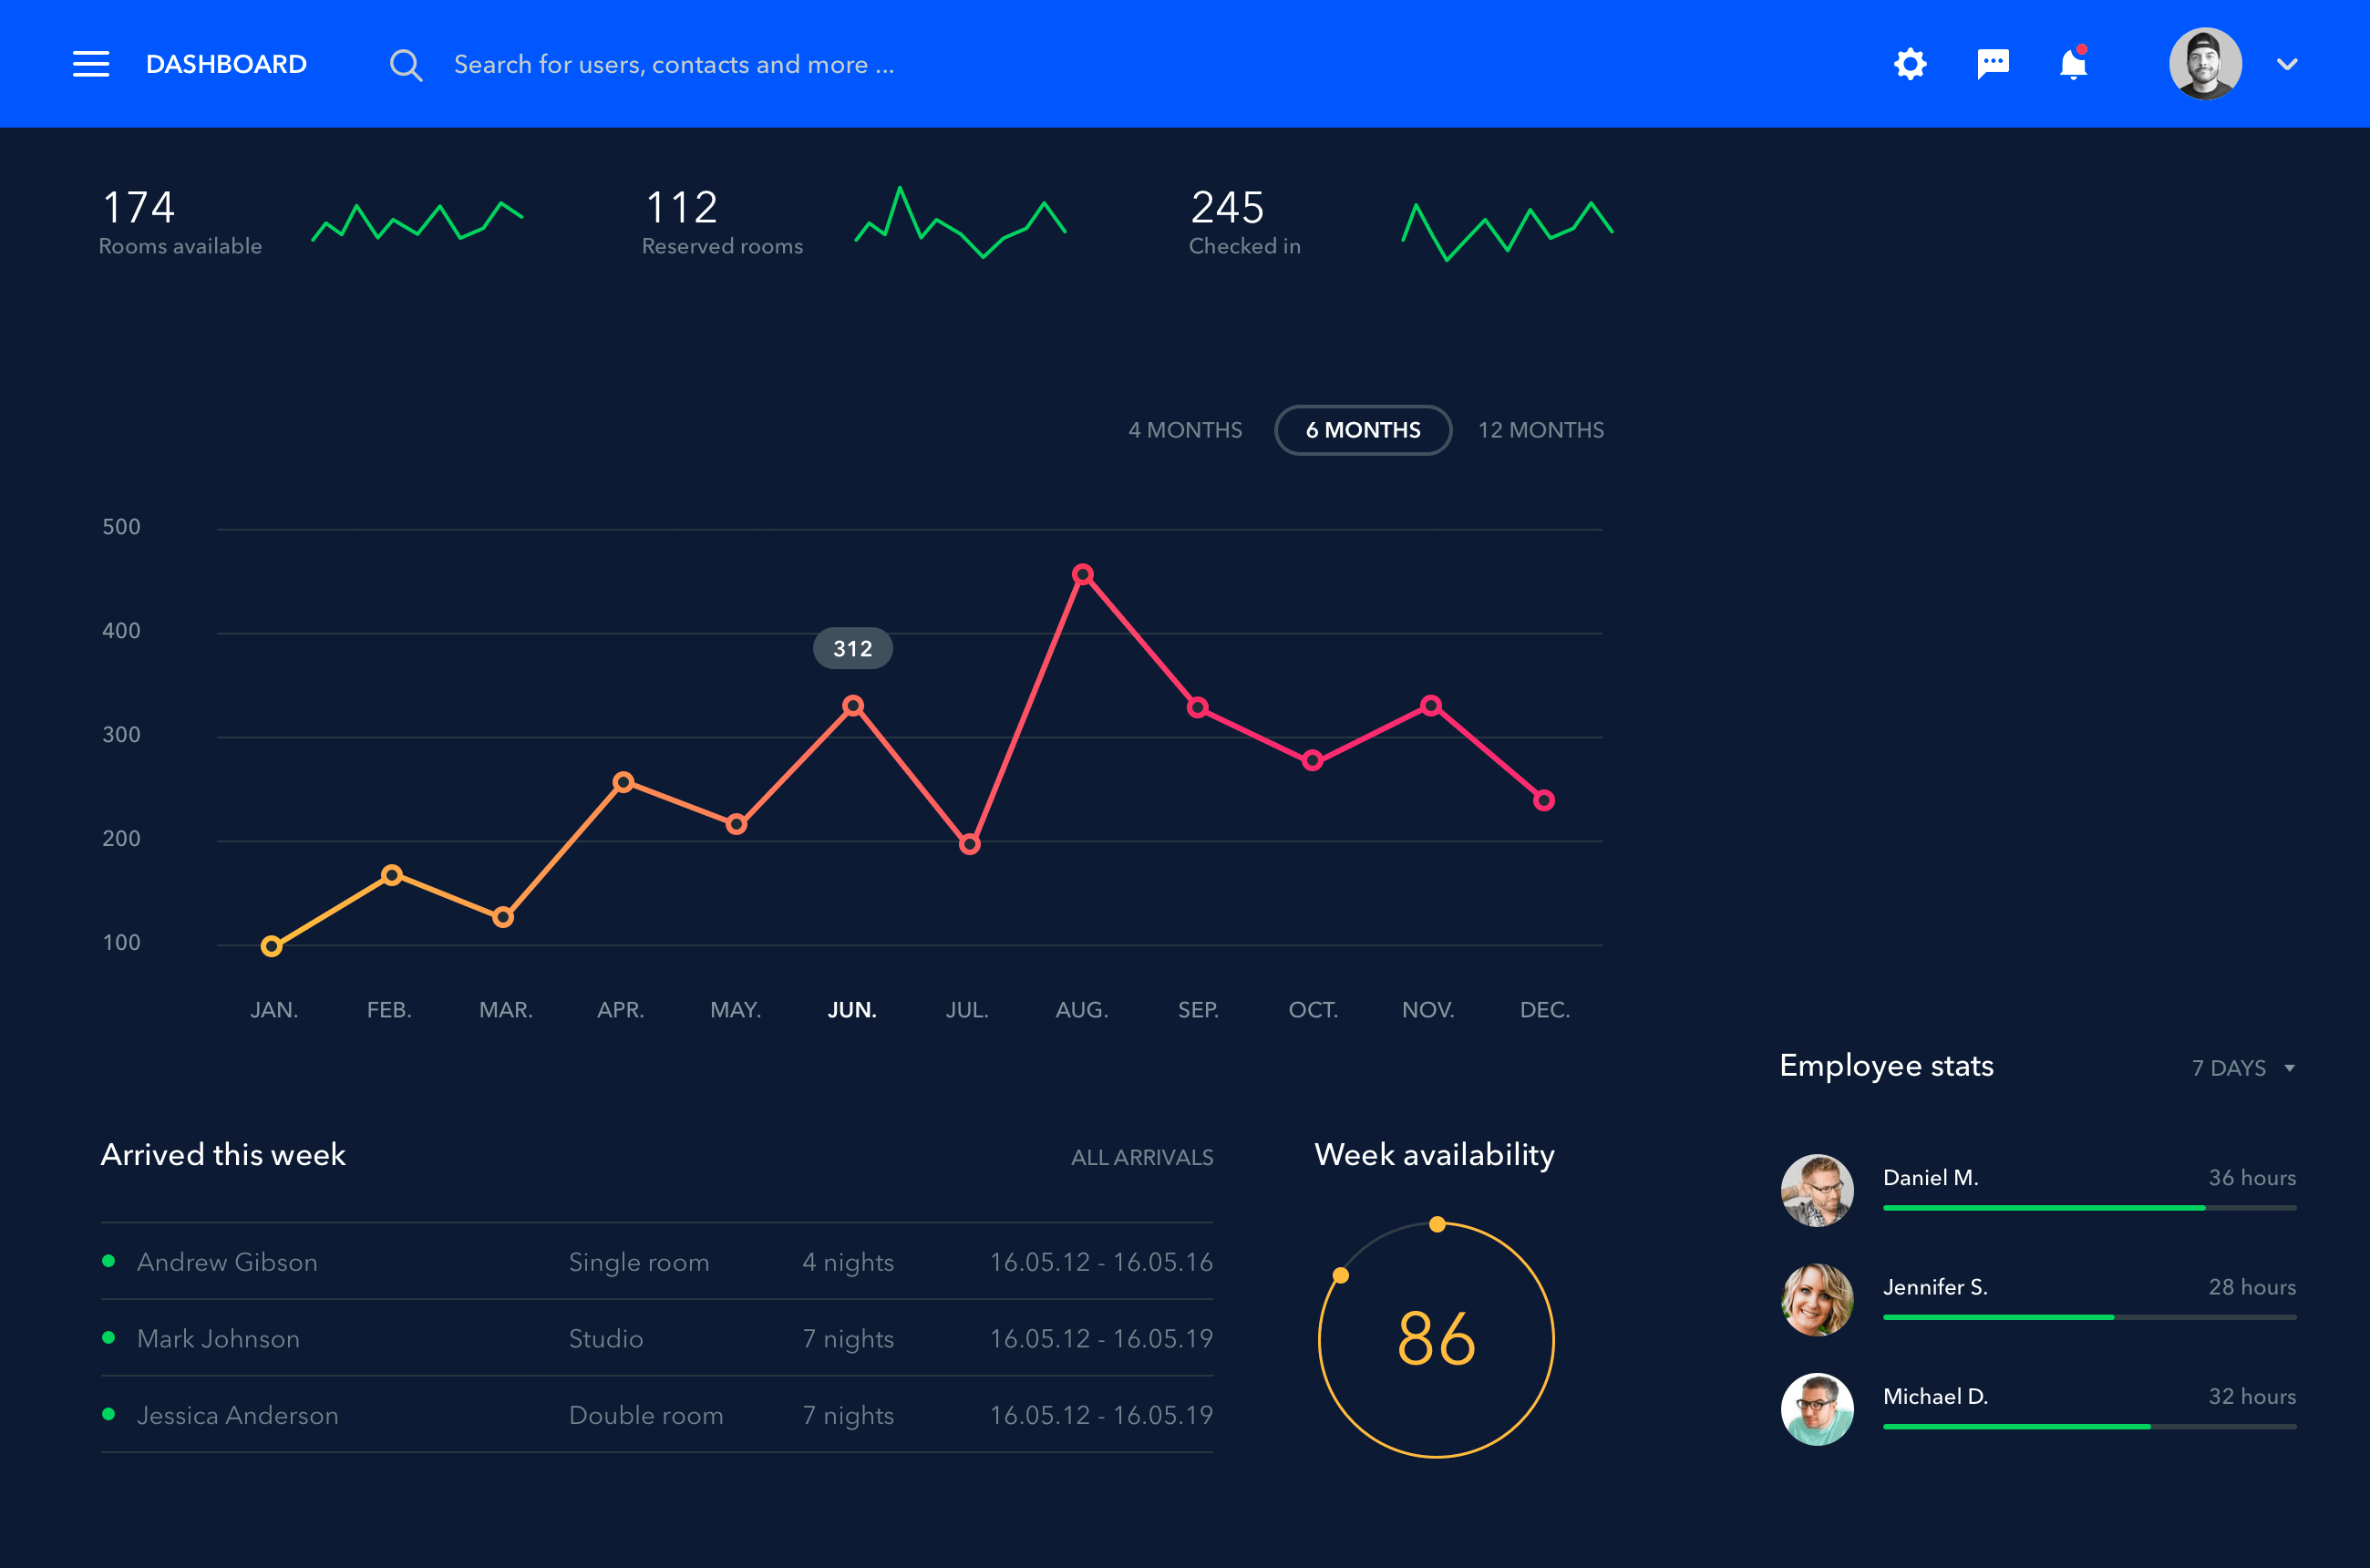 DASHBOARD
Search for users, contacts and more ...
174
Rooms available
112
Reserved rooms
245
Checked in
4 MONTHS
6 MONTHS
12 MONTHS
500
400
300
200
100
312
JAN.
FEB.
MAR.
APR.
MAY.
JUN.
JUL.
AUG.
SEP.
OCT.
NOV.
DEC.
Arrived this week
ALL ARRIVALS
Andrew Gibson Single room 4 nights 16.05.12 - 16.05.16
Mark Johnson Studio 7 nights 16.05.12 - 16.05.19
Jessica Anderson Double room 7 nights 16.05.12 - 16.05.19
Week availability
86
Employee stats
7 DAYS
Daniel M. 36 hours
Jennifer S. 28 hours
Michael D. 32 hours